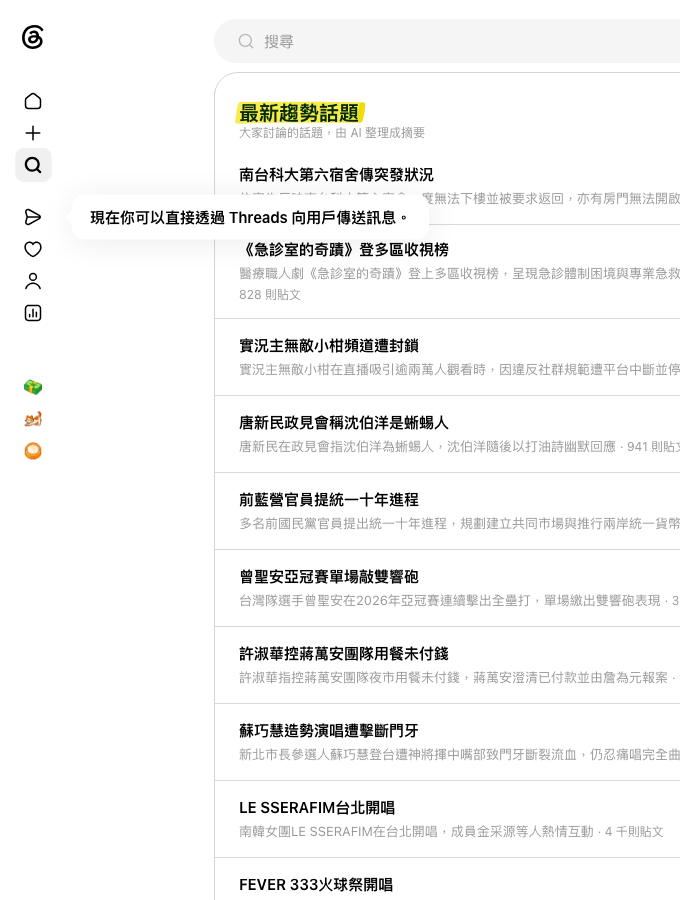 搜尋
最新趨勢話題
大家討論的話題，由 AI 整理成摘要
南台科大第六宿舍傳突發狀況
度無法下樓並被要求返回，亦有房門無法開啟
現在你可以直接透過 Threads 向用戶傳送訊息。
《急診室的奇蹟》登多區收視榜
醫療職人劇《急診室的奇蹟》登上多區收視榜，呈現急診體制困境與專業急救
828 則貼文
實況主無敵小柑頻道遭封鎖
實況主無敵小柑在直播吸引逾兩萬人觀看時，因違反社群規範遭平台中斷並停
唐新民政見會稱沈伯洋是蜥蜴人
唐新民在政見會指沈伯洋為蜥蜴人，沈伯洋隨後以打油詩幽默回應 · 941 則貼文
前藍營官員提統一十年進程
多名前國民黨官員提出統一十年進程，規劃建立共同市場與推行兩岸統一貨幣
曾聖安亞冠賽單場敲雙響砲
台灣隊選手曾聖安在2026年亞冠賽連續擊出全壘打，單場繳出雙響砲表現 · 3
許淑華控蔣萬安團隊用餐未付錢
許淑華指控蔣萬安團隊夜市用餐未付錢，蔣萬安澄清已付款並由詹為元報案 ·
蘇巧慧造勢演唱遭擊斷門牙
新北市長參選人蘇巧慧登台遭神將揮中嘴部致門牙斷裂流血，仍忍痛唱完全曲
LE SSERAFIM台北開唱
南韓女團LE SSERAFIM在台北開唱，成員金采源等人熱情互動 · 4 千則貼文
FEVER 333火球祭開唱